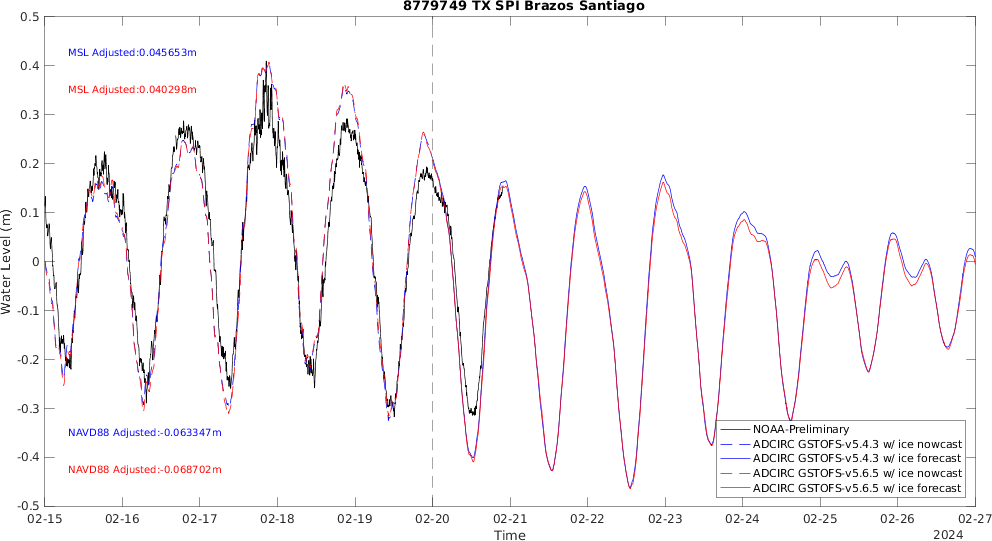 8779749 TX SPI Brazos Santiago
0.5
0.4
0.3
0.2
0.1
0
-0.1
-0.2
-0.3
-0.4
-0.5
Water Level (m)
MSL Adjusted:0.045653m
MSL Adjusted:0.040298m
NAVD88 Adjusted:-0.063347m
NAVD88 Adjusted:-0.068702m
NOAA-Preliminary
ADCIRC GSTOFS-v5.4.3 w/ ice nowcast
ADCIRC GSTOFS-v5.4.3 w/ ice forecast
ADCIRC GSTOFS-v5.6.5 w/ ice nowcast
ADCIRC GSTOFS-v5.6.5 w/ ice forecast
02-15 02-16 02-17 02-18 02-19 02-20 02-21 02-22 02-23 02-24 02-25 02-26 02-27
Time
2024